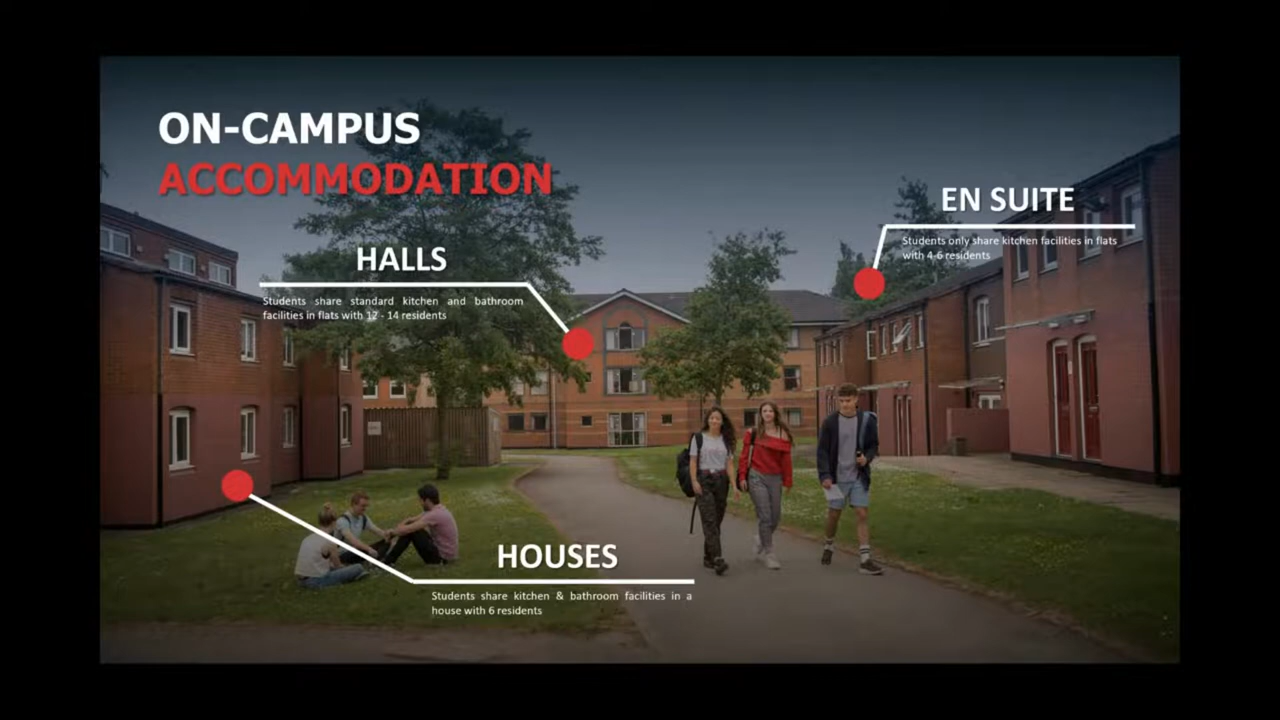 ON-CAMPUS
ACCOMMODATION
EN SUITE
Students only share kitchen facilities in flats
with 4-6 residents
HALLS
Students share standard kitchen and bathroom
facilities in flats with 12 - 14 residents
HOUSES
Students share kitchen & bathroom facilities in a
house with 6 residents